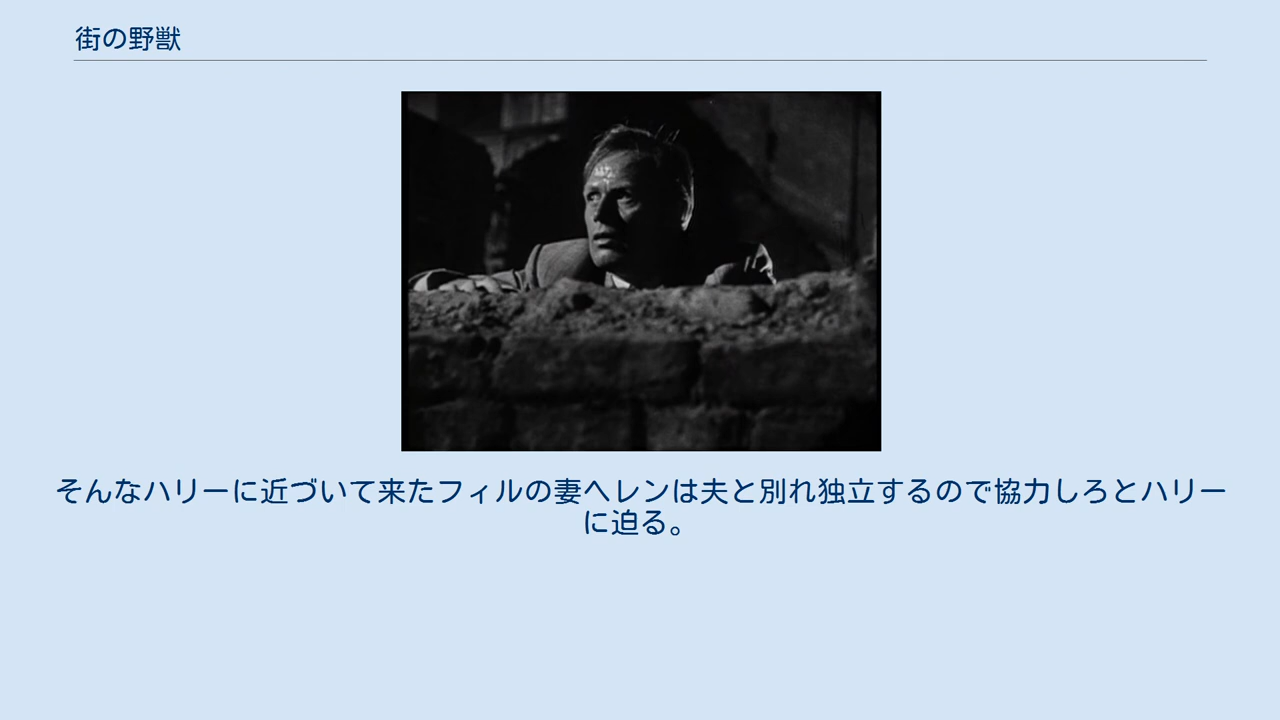 街の野獣
そんなハリーに近づいて来たフィルの妻ヘレンは夫と別れ独立するので協力しろとハリー
に迫る。